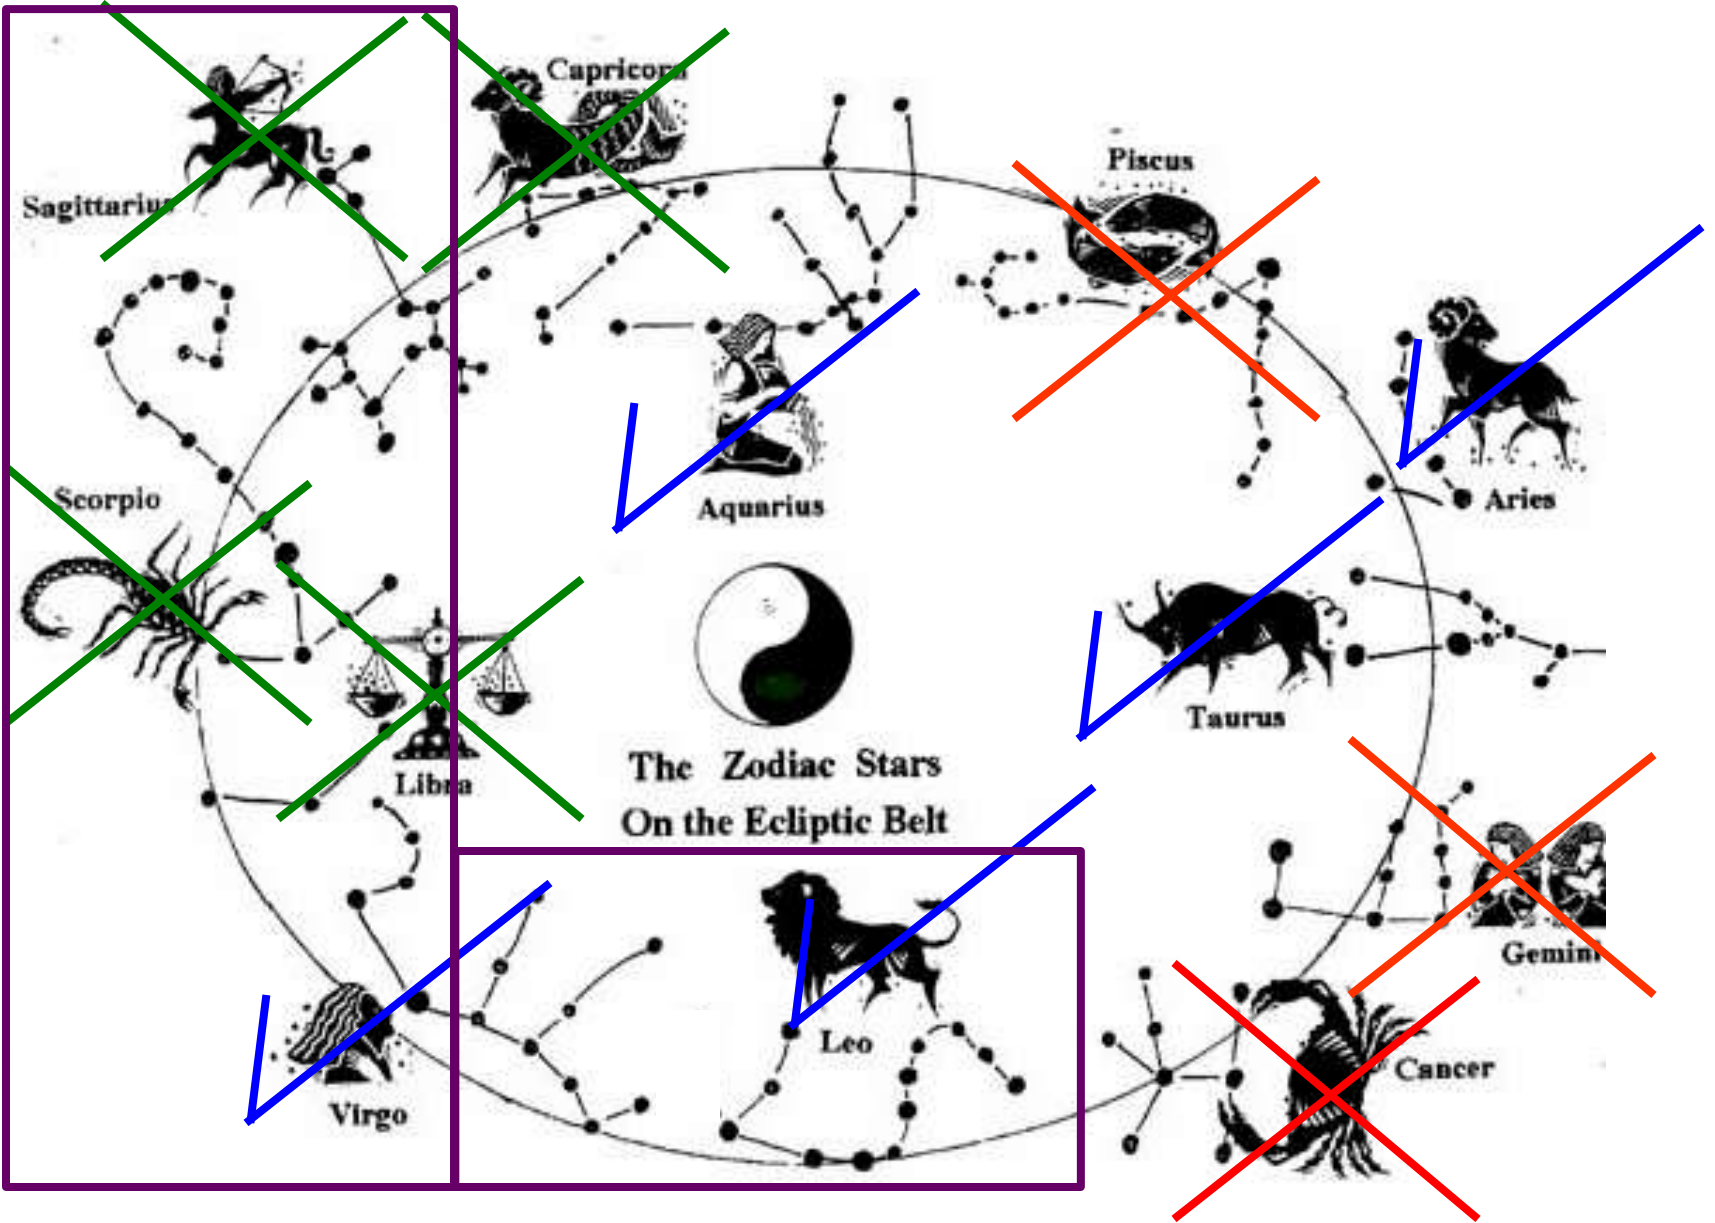 Capricorn
Piscus
Sagittarius
Scorpio
Aquarius
Aries
Taurus
The Zodiac Stars
On the Ecliptic Belt
Libra
Gemini
Leo
Cancer
Virgo